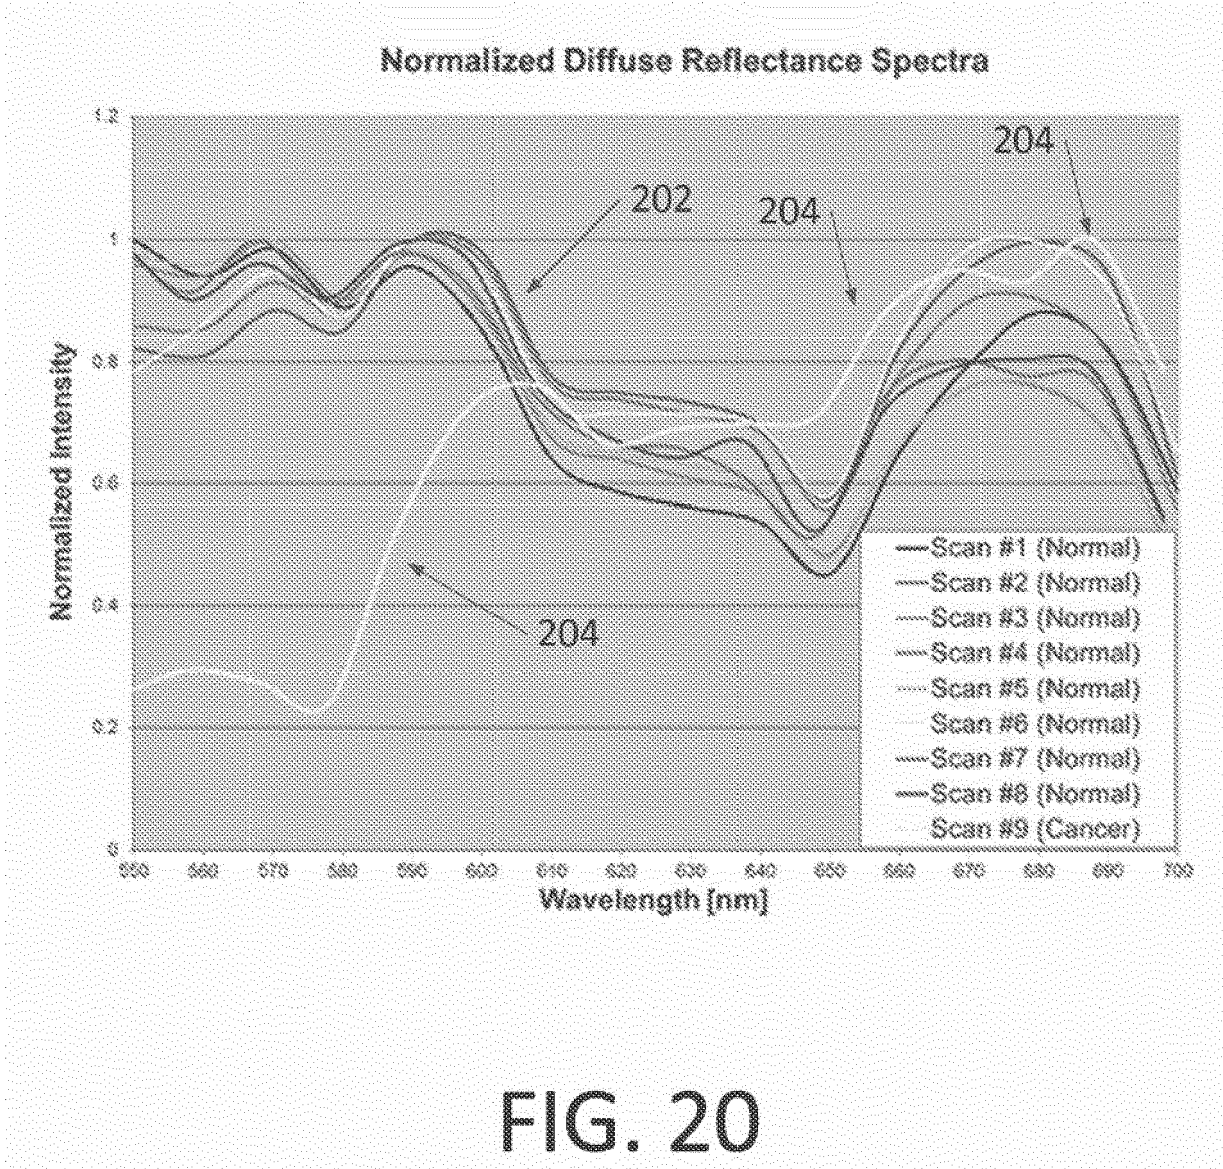 Normalized Diffuse Reflectance Spectra
1.2
1
0.8
0.6
0.4
0.2
0
Normalized Intensity
204
202
204
204
Scan #1 (Normal)
Scan #2 (Normal)
Scan #3 (Normal)
Scan #4 (Normal)
Scan #5 (Normal)
Scan #6 (Normal)
Scan #7 (Normal)
Scan #8 (Normal)
Scan #9 (Cancer)
550 560 570 580 590 600 610 620 630 640 650 660 670 680 690 700
Wavelength [nm]
FIG. 20